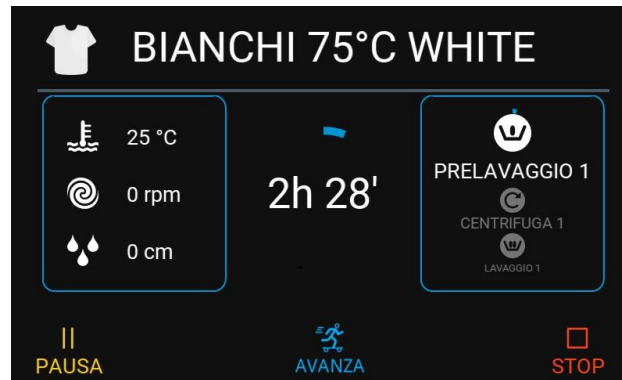 BIANCHI 75°C WHITE
25 °C
0 rpm
0 cm
2h 28'
PRELAVAGGIO 1
CENTRIFUGA 1
LAVAGGIO 1
PAUSA
AVANZA
STOP